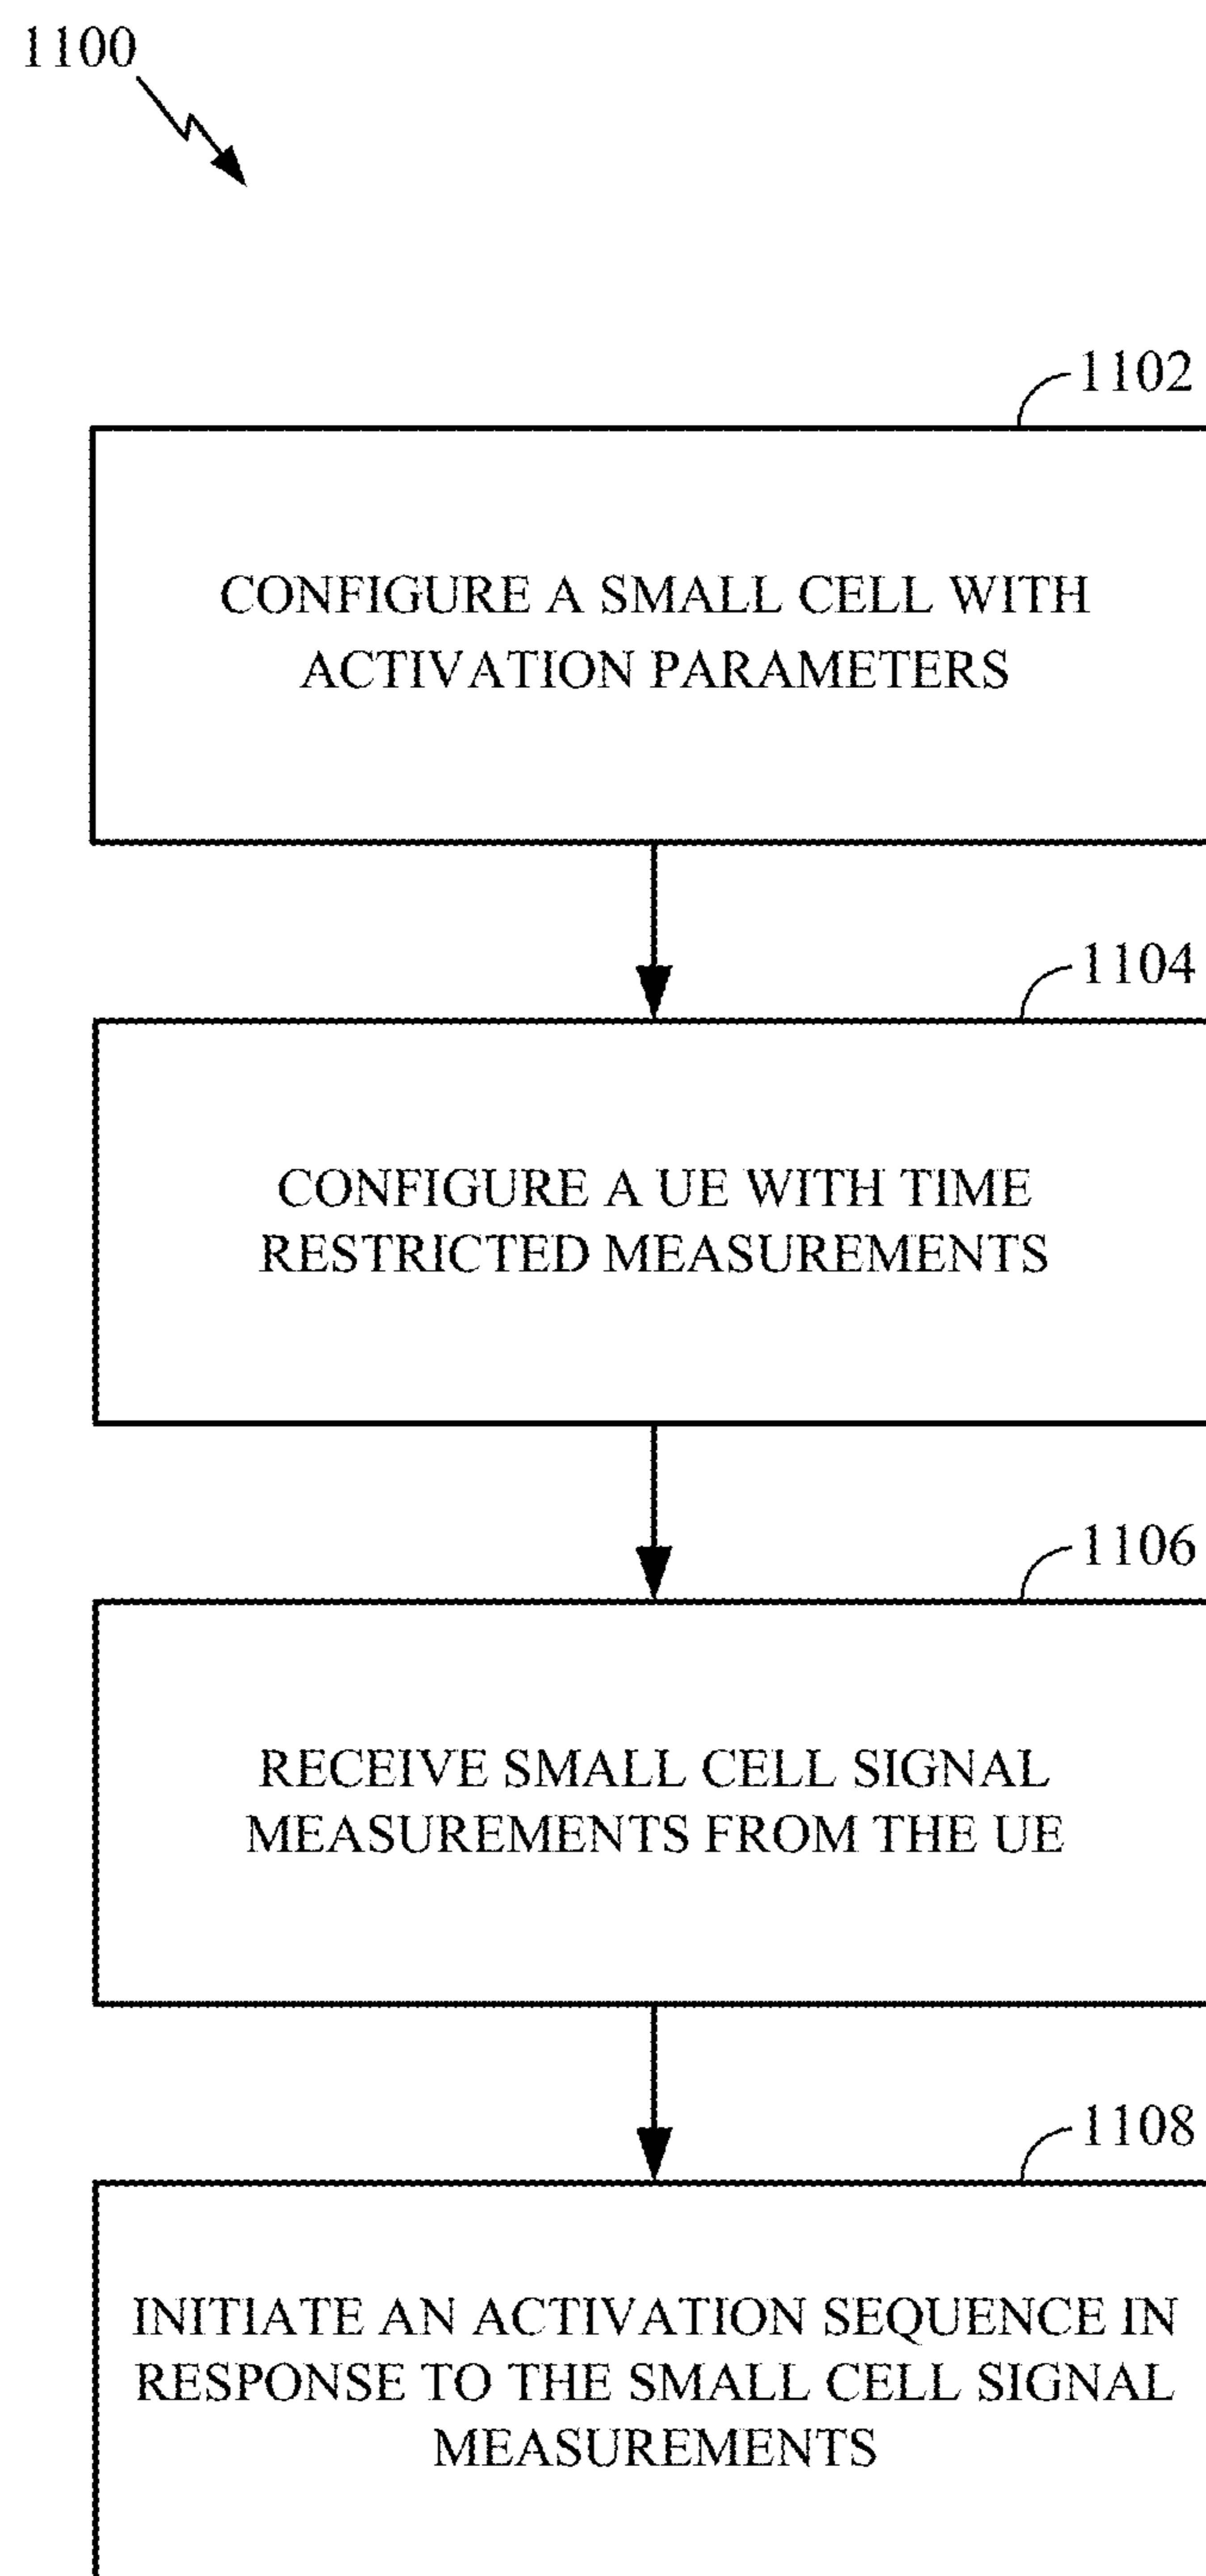 1100
1102
CONFIGURE A SMALL CELL WITH
ACTIVATION PARAMETERS
1104
CONFIGURE A UE WITH TIME
RESTRICTED MEASUREMENTS
1106
RECEIVE SMALL CELL SIGNAL
MEASUREMENTS FROM THE UE
1108
INITIATE AN ACTIVATION SEQUENCE IN
RESPONSE TO THE SMALL CELL SIGNAL
MEASUREMENTS